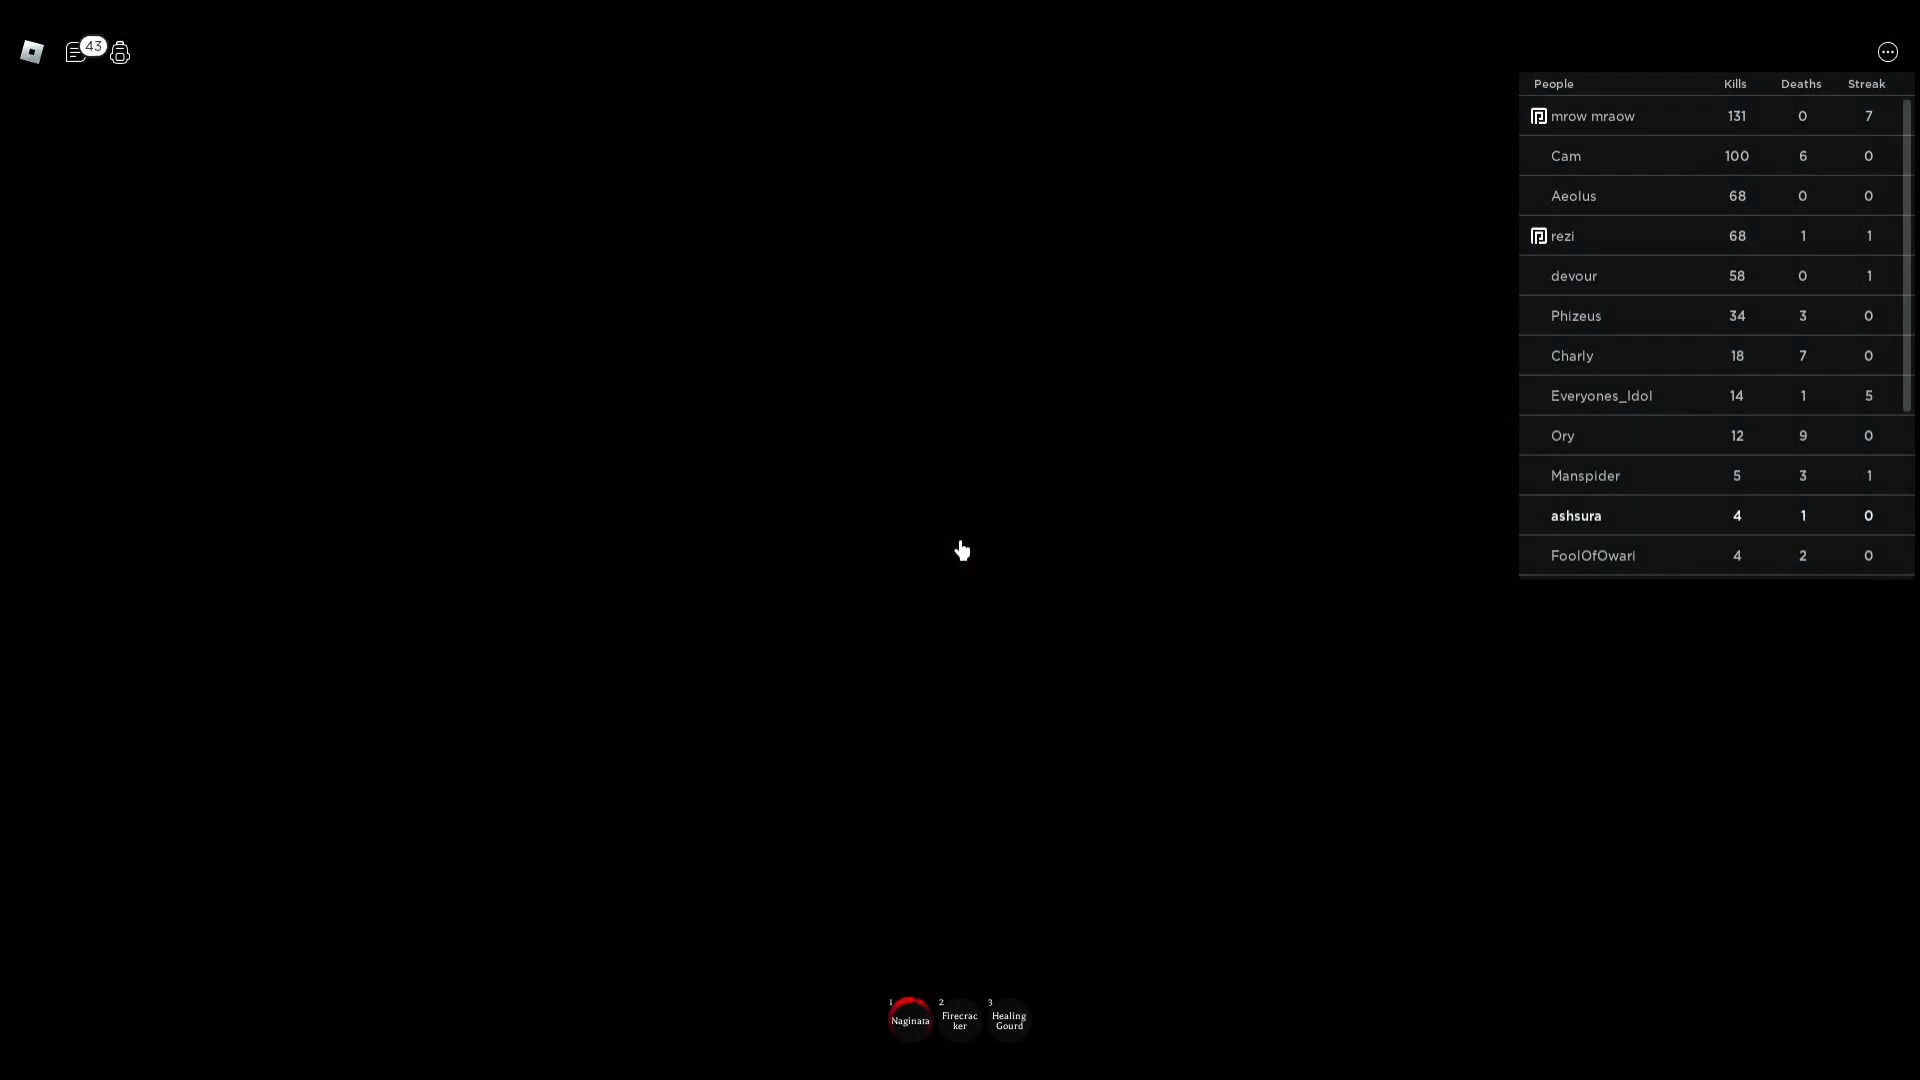 43
People Kills Deaths Streak
mrow mraow 131 0 7
Cam 100 6 0
Aeolus 68 0 0
rezi 68 1 1
devour 58 0 1
Phizeus 34 3 0
Charly 18 7 0
Everyones_Idol 14 1 5
Ory 12 9 0
Manspider 5 3 1
ashsura 4 1 0
FoolOfOwari 4 2 0
1 2 3
Naginata
Firecrac
ker
Healing
Gourd